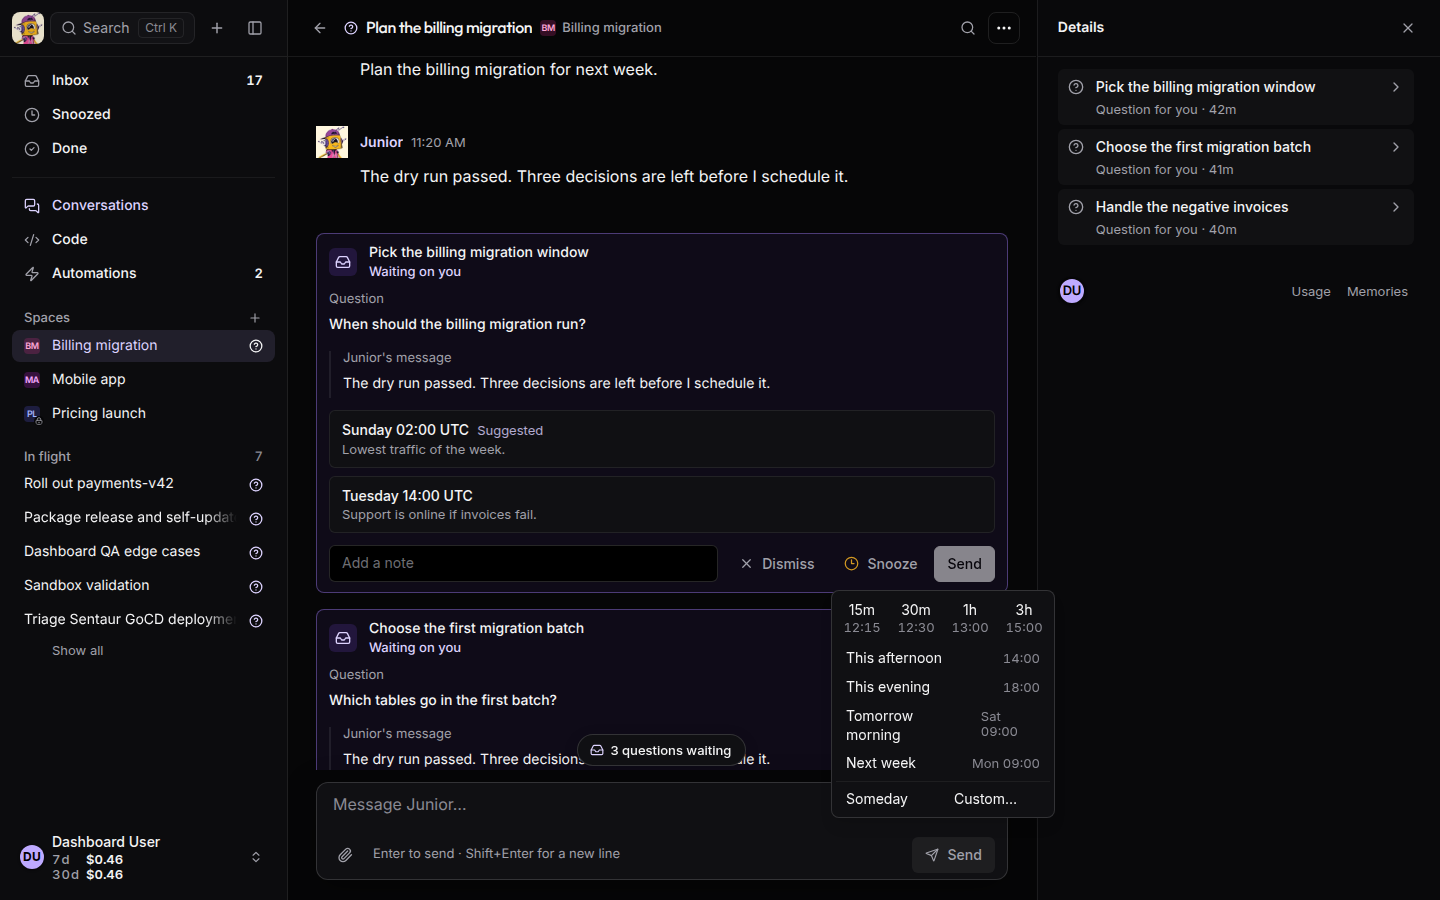 Search Ctrl K
Inbox 17
Snoozed
Done
Conversations
Code
Automations 2
Spaces
BM Billing migration
MA Mobile app
PL Pricing launch
In flight 7
Roll out payments-v42
Package release and self-updat
Dashboard QA edge cases
Sandbox validation
Triage Sentaur GoCD deployme
Show all
DU Dashboard User
7d $0.46
30d $0.46
Plan the billing migration BM Billing migration
Plan the billing migration for next week.
Junior 11:20 AM
The dry run passed. Three decisions are left before I schedule it.
Pick the billing migration window
Waiting on you
Question
When should the billing migration run?
Junior's message
The dry run passed. Three decisions are left before I schedule it.
Sunday 02:00 UTC Suggested
Lowest traffic of the week.
Tuesday 14:00 UTC
Support is online if invoices fail.
Add a note Dismiss Snooze Send
15m 30m 1h 3h
12:15 12:30 13:00 15:00
This afternoon 14:00
This evening 18:00
Tomorrow morning Sat 09:00
Next week Mon 09:00
Someday Custom...
Choose the first migration batch
Waiting on you
Question
Which tables go in the first batch?
Junior's message
The dry run passed. Three decisions le it.
3 questions waiting
Message Junior...
Enter to send · Shift+Enter for a new line Send
Details
Pick the billing migration window
Question for you · 42m
Choose the first migration batch
Question for you · 41m
Handle the negative invoices
Question for you · 40m
DU Usage Memories